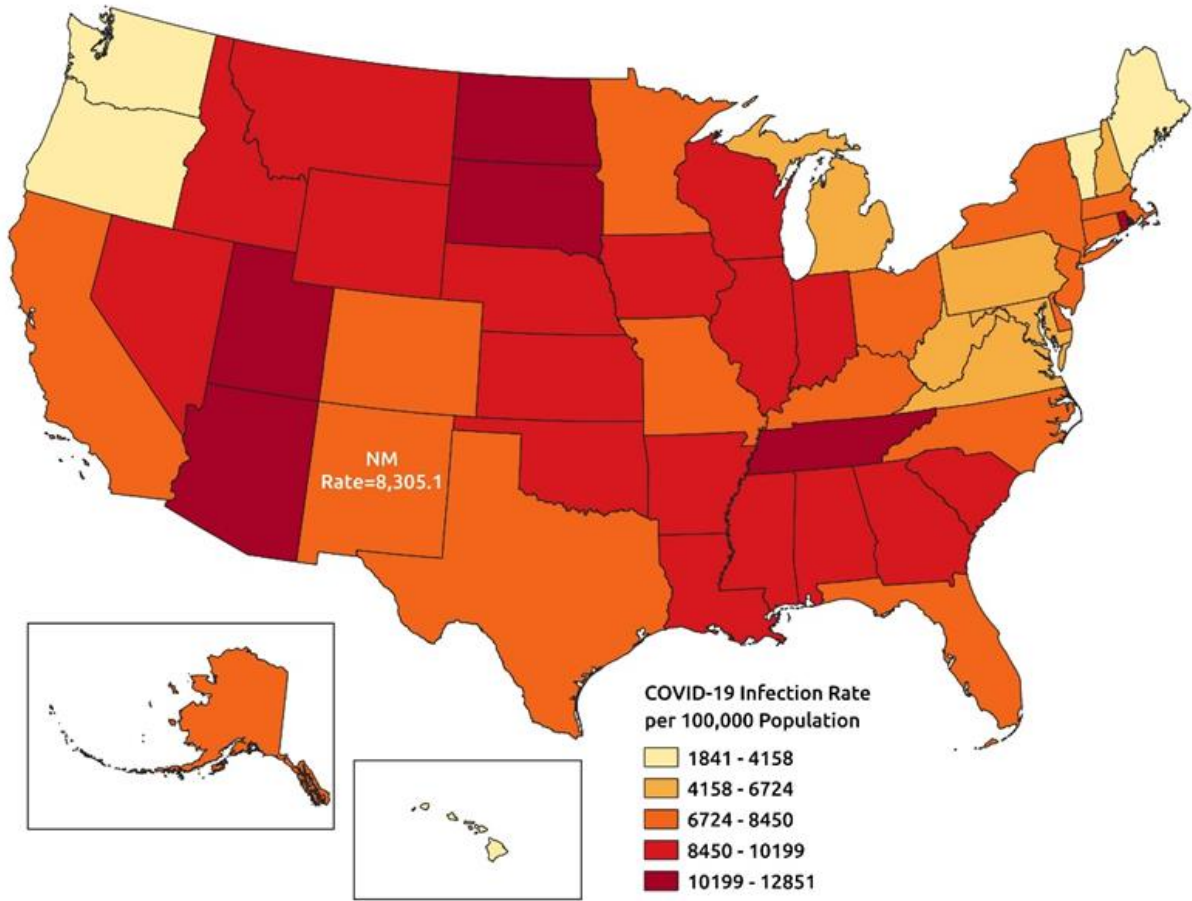 NM
Rate=8,305.1
COVID-19 Infection Rate
per 100,000 Population
1841 - 4158
4158 - 6724
6724 - 8450
8450 - 10199
10199 - 12851